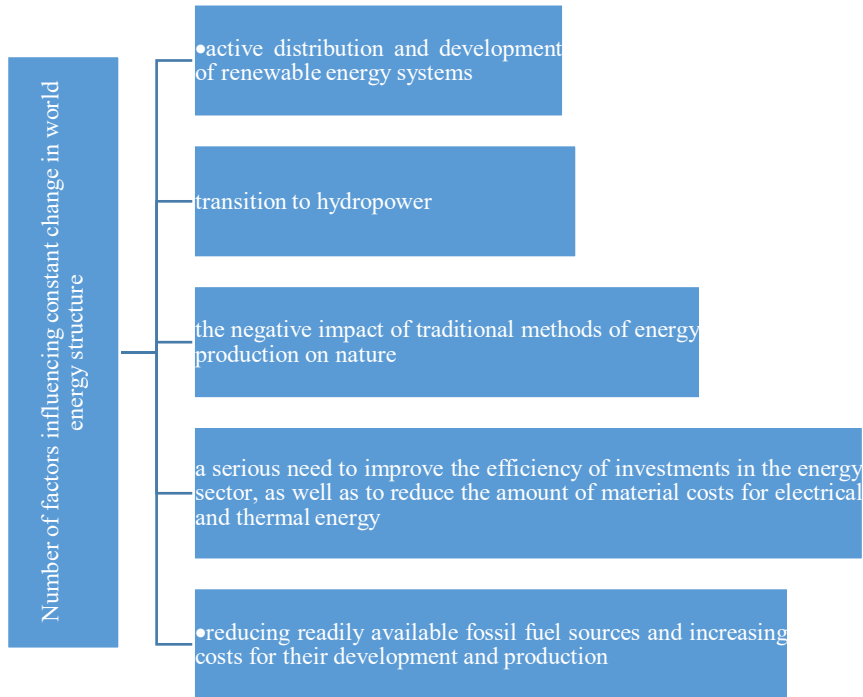 Number of factors influencing constant change in world
energy structure
•active distribution and development
of renewable energy systems
transition to hydropower
the negative impact of traditional methods of energy
production on nature
a serious need to improve the efficiency of investments in the energy
sector, as well as to reduce the amount of material costs for electrical
and thermal energy
•reducing readily available fossil fuel sources and increasing
costs for their development and production